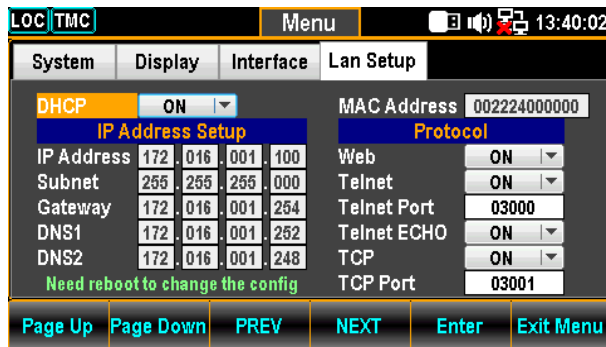 LOC TMC Menu 13:40:02
System Display Interface Lan Setup
DHCP ON MAC Address 002224000000
IP Address Setup Protocol
IP Address 172 . 016 . 001 . 100 Web ON
Subnet 255 . 255 . 255 . 000 Telnet ON
Gateway 172 . 016 . 001 . 254 Telnet Port 03000
DNS1 172 . 016 . 001 . 252 Telnet ECHO ON
DNS2 172 . 016 . 001 . 248 TCP ON
Need reboot to change the config TCP Port 03001
Page Up Page Down PREV NEXT Enter Exit Menu